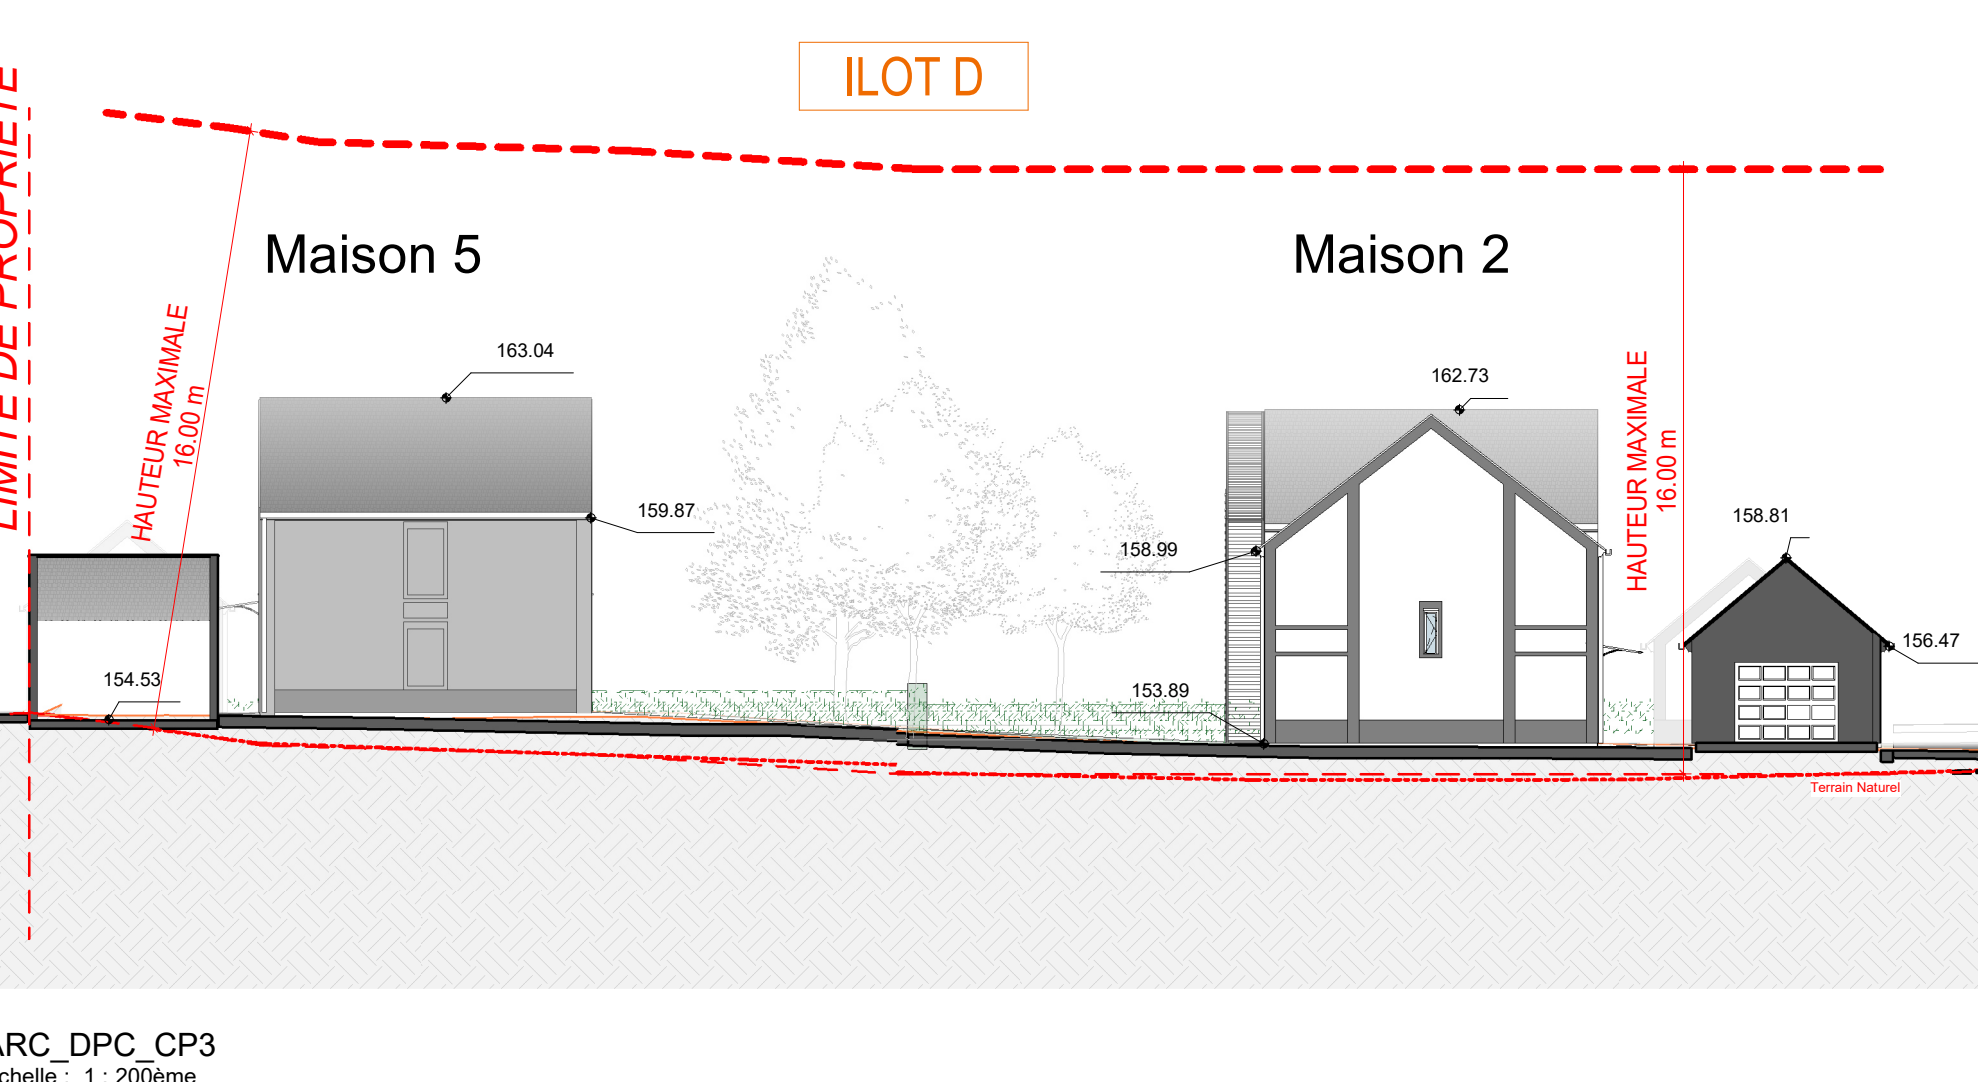 ILOT D
LIMITE DE PROPRIETE
Maison 5
Maison 2
HAUTEUR MAXIMALE
16.00 m
163.04
162.73
HAUTEUR MAXIMALE
16.00 m
159.87
158.99
158.81
156.47
154.53
153.89
Terrain Naturel
ARC_DPC_CP3
chelle : 1 : 200ème